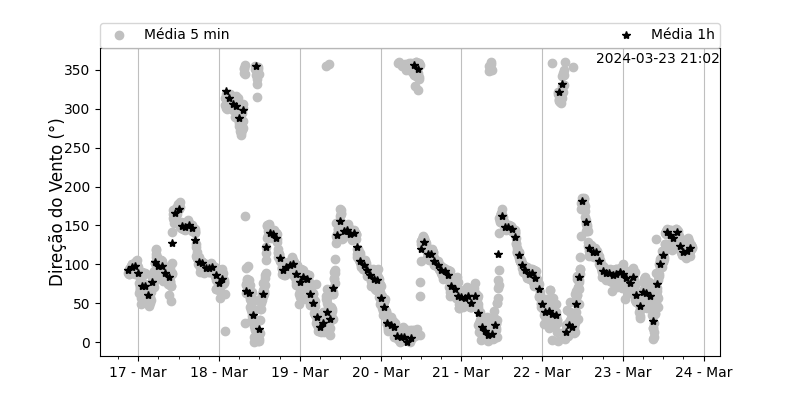 Média 5 min
Média 1h
2024-03-23 21:02
Direção do Vento (°)
350
300
250
200
150
100
50
0
17 - Mar
18 - Mar
19 - Mar
20 - Mar
21 - Mar
22 - Mar
23 - Mar
24 - Mar